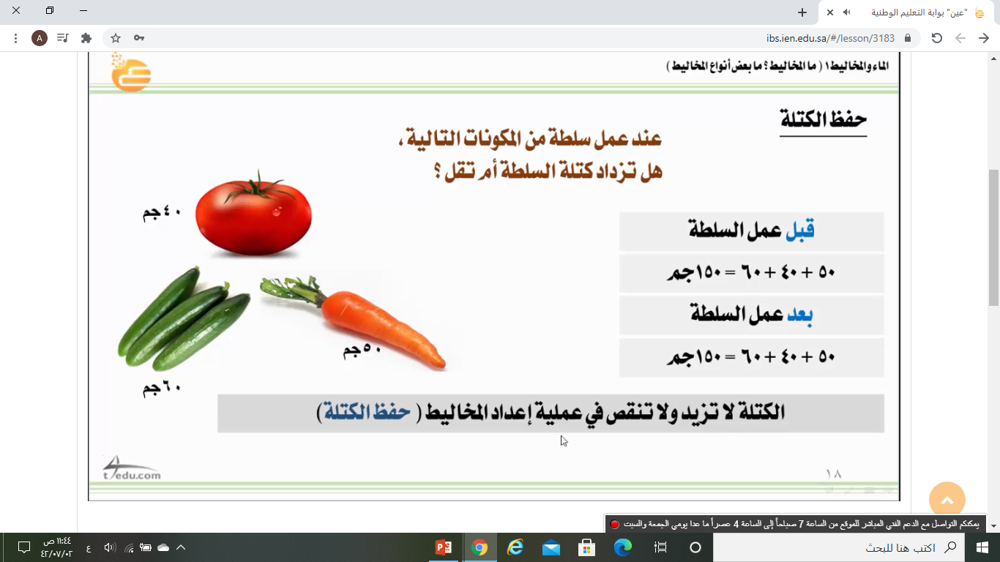 "عين" بوابة التعليم الوطنية
ibs.ien.edu.sa/#/lesson/3183
A
الماء والمخاليط ١ ( ما المخاليط ؟ ما بعض أنواع المخاليط )
حفظ الكتلة
عند عمل سلطة من المكونات التالية ،
هل تزداد كتلة السلطة أم تقل ؟
٤٠جم
قبل عمل السلطة
٥٠ + ٤٠ + ٦٠ = ١٥٠جم
بعد عمل السلطة
٥٠ + ٤٠ + ٦٠ = ١٥٠جم
٥٠جم
٦٠جم
الكتلة لا تزيد ولا تنقص في عملية إعداد المخاليط ( حفظ الكتلة )
t4edu.com
١٨
يمكنكم التواصل مع الدعم الفني المباشر للموقع من الساعة 7 صباحاً إلى الساعة 4 عصراً ما عدا يومي الجمعة والسبت
اكتب هنا للبحث
ع
١١:٤٤ ص
٤٢/٠٧/٠٢